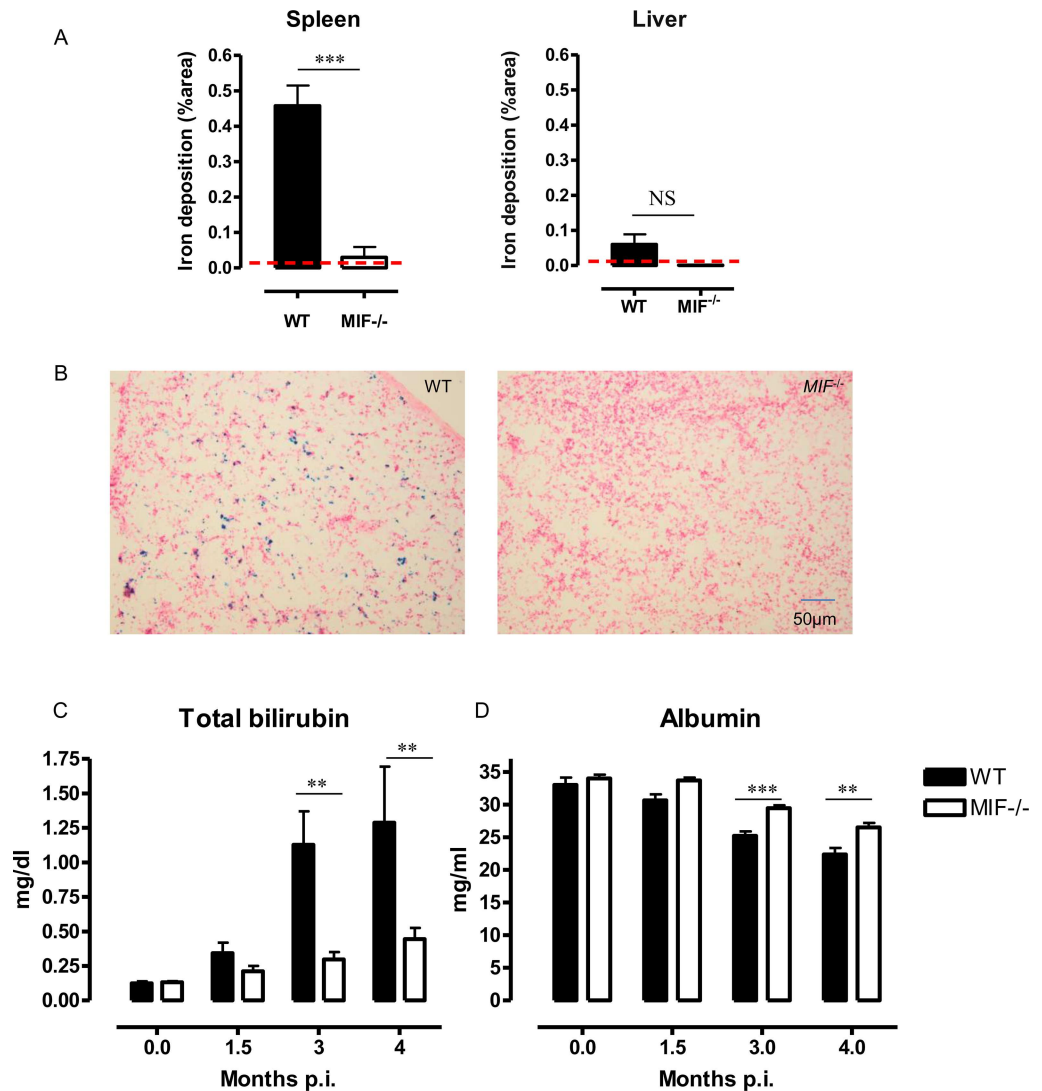 A
Spleen
Iron deposition (%area)
0.6
0.5
0.4
0.3
0.2
0.1
0.0
***
WT
MIF-/-
Liver
Iron deposition (%area)
0.6
0.5
0.4
0.3
0.2
0.1
0.0
NS
WT
MIF-/-
B
WT
MIF-/-
50µm
C
Total bilirubin
mg/dl
1.75
1.50
1.25
1.00
0.75
0.50
0.25
0.00
**
**
0.0 1.5 3 4
Months p.i.
D
Albumin
mg/ml
35
30
25
20
15
10
5
0
***
**
0.0 1.5 3.0 4.0
Months p.i.
WT
MIF-/-